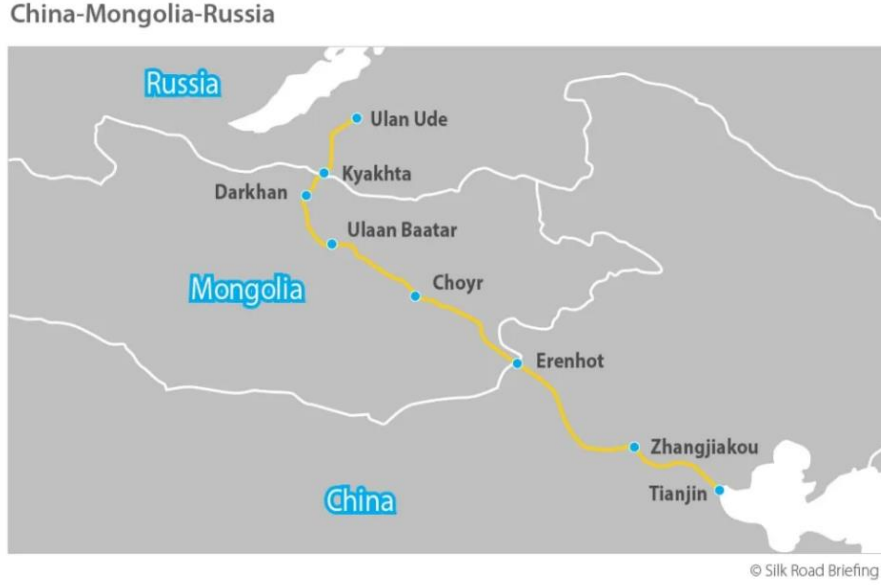 China-Mongolia-Russia
Russia
Ulan Ude
Kyakhta
Darkhan
Ulaan Baatar
Mongolia
Choyr
Erenhot
Zhangjiakou
Tianjin
China
© Silk Road Briefing